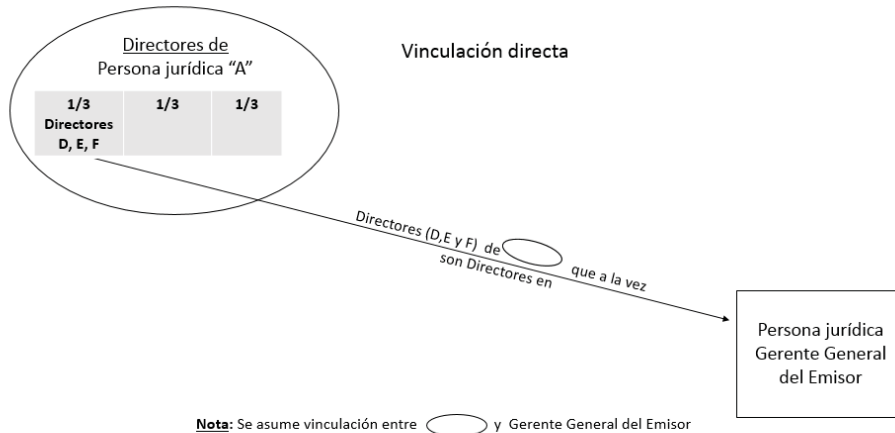 Directores de
Persona jurídica "A"
Vinculación directa
1/3
Directores
D, E, F
1/3
1/3
Directores (D,E y F) de
que a la vez
son Directores en
Persona jurídica
Gerente General
del Emisor
Nota: Se asume vinculación entre y Gerente General del Emisor